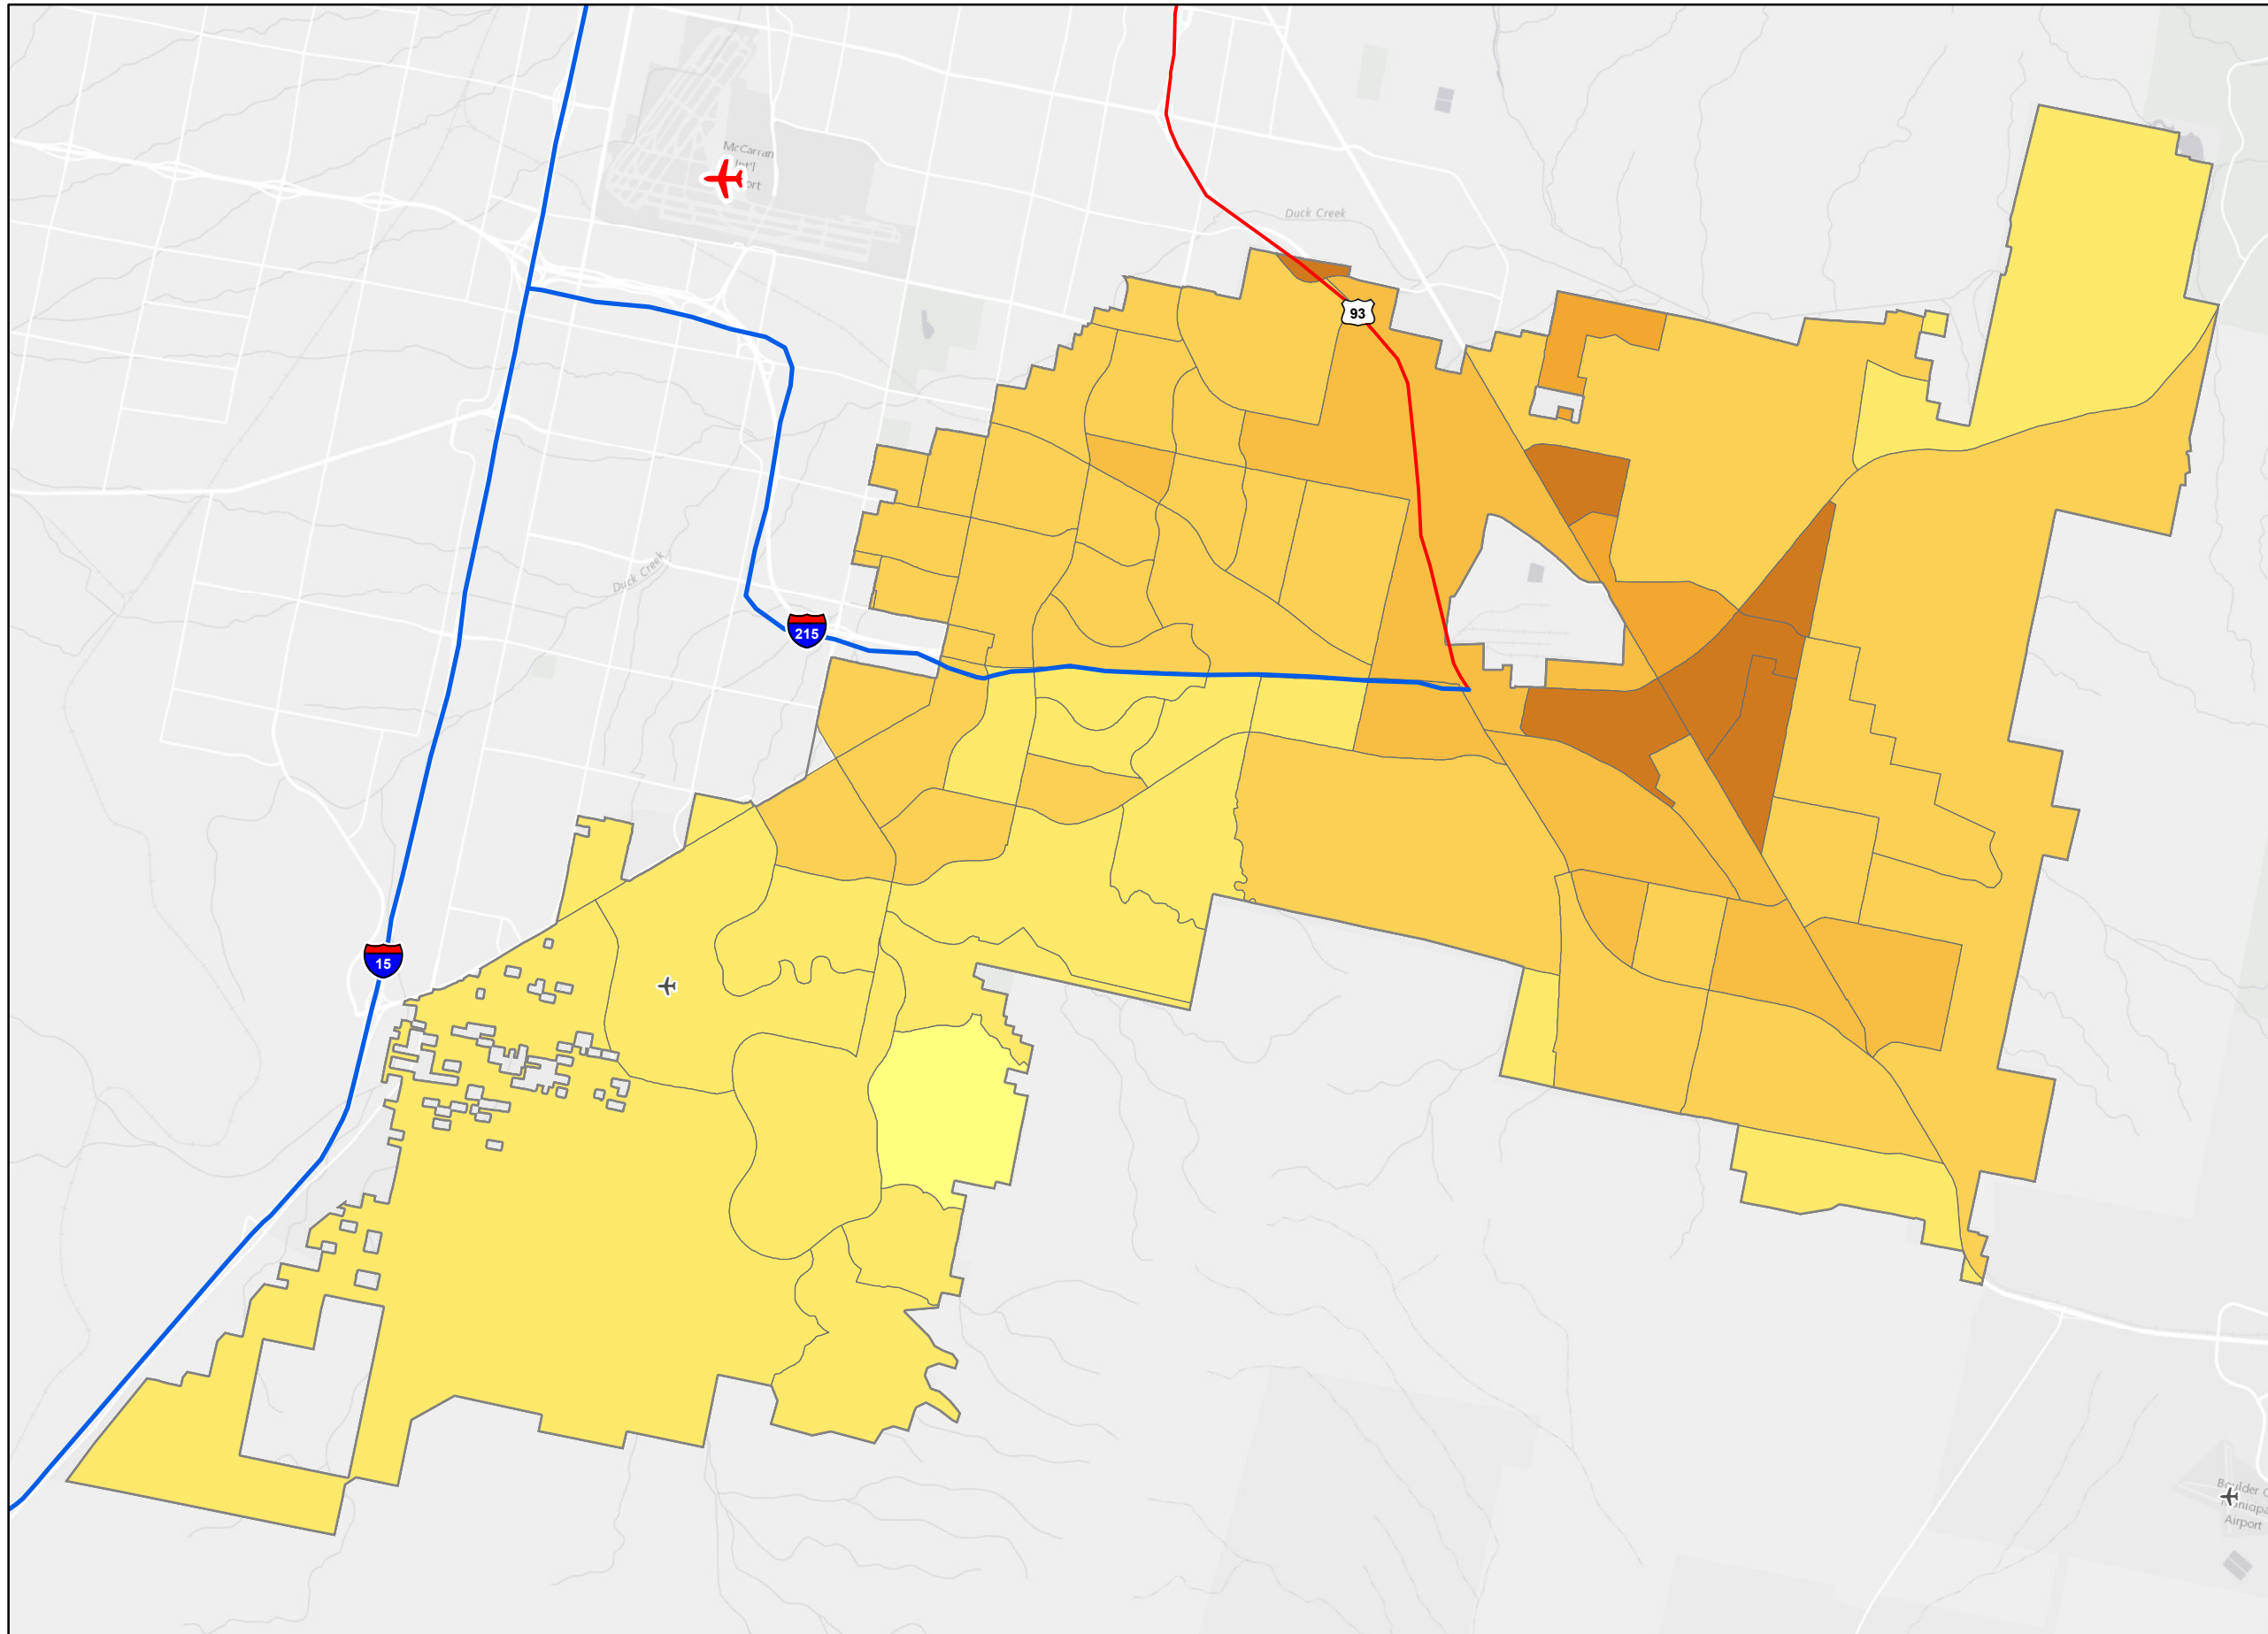 McCarran
Int'l
Duck Creek
93
Duck Creek
215
15
Boulder C
Airport